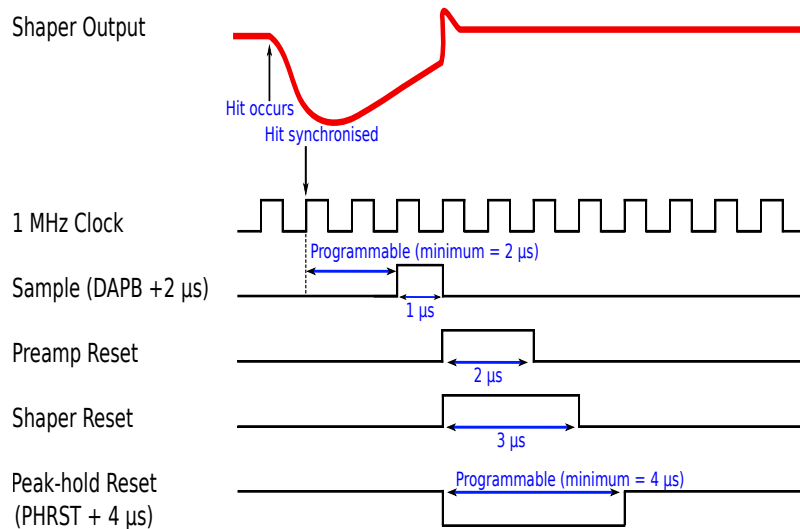 Shaper Output
Hit occurs
Hit synchronised
1 MHz Clock
Programmable (minimum = 2 µs)
Sample (DAPB +2 µs)
1 µs
Preamp Reset
2 µs
Shaper Reset
3 µs
Peak-hold Reset
(PHRST + 4 µs)
Programmable (minimum = 4 µs)